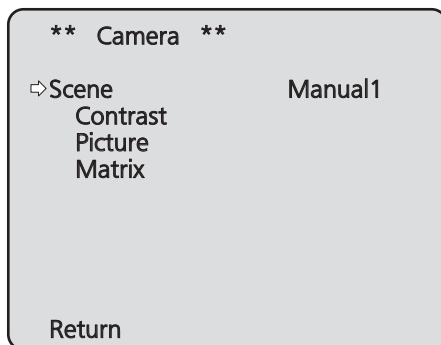 ** Camera **
⇨Scene Manual1
Contrast
Picture
Matrix
Return